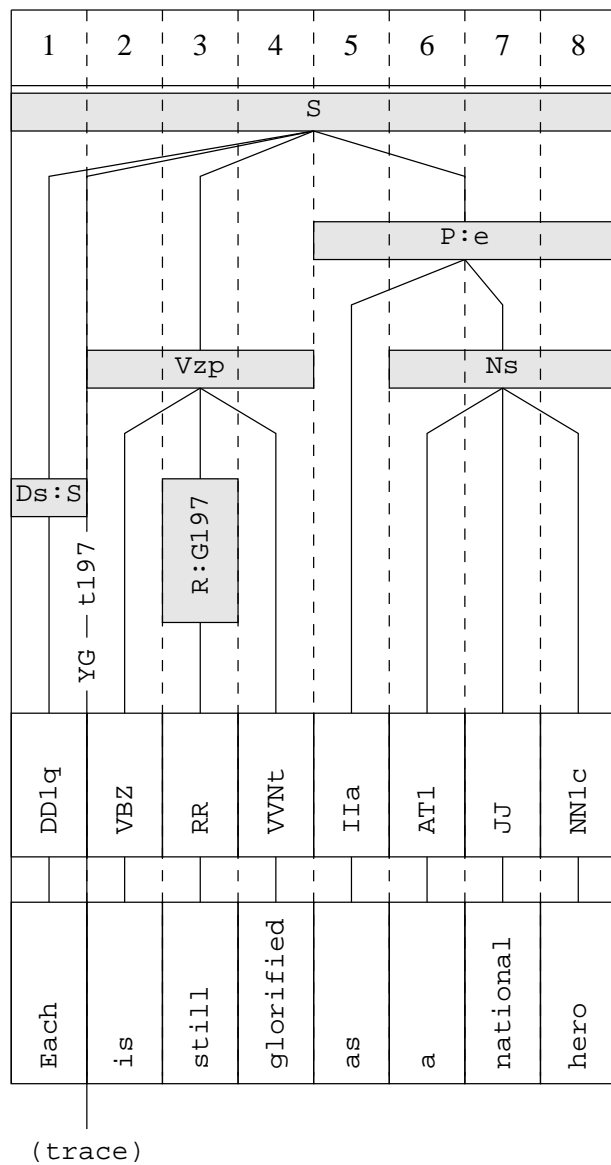 1 2 3 4 5 6 7 8
S
P:e
Vzp Ns
Ds:S
R:G197
YG — t197
DD1q VBZ RR VVNt IIa AT1 JJ NN1c
Each is still glorified as a national hero
(trace)